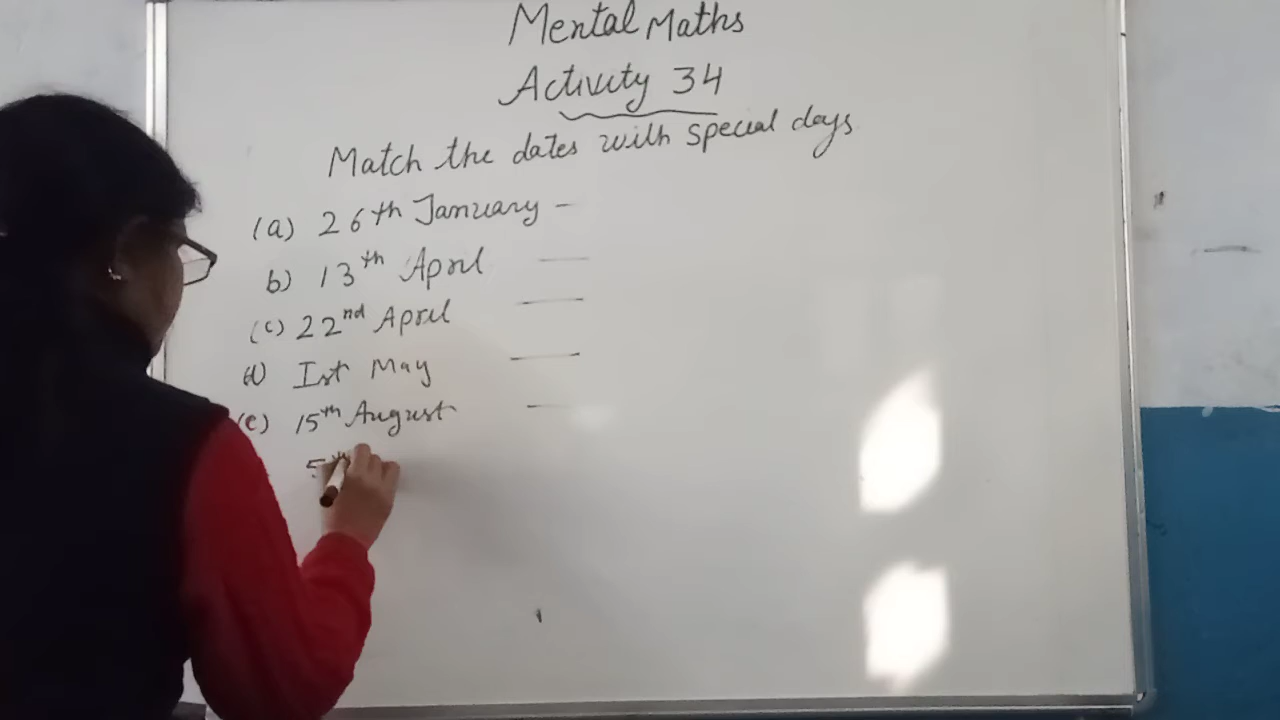 Mental Maths
Activity 34
Match the dates with special days
(a) 26th January –
b) 13th April —
(c) 22nd April —
d) Ist May —
(e) 15th August —
5th